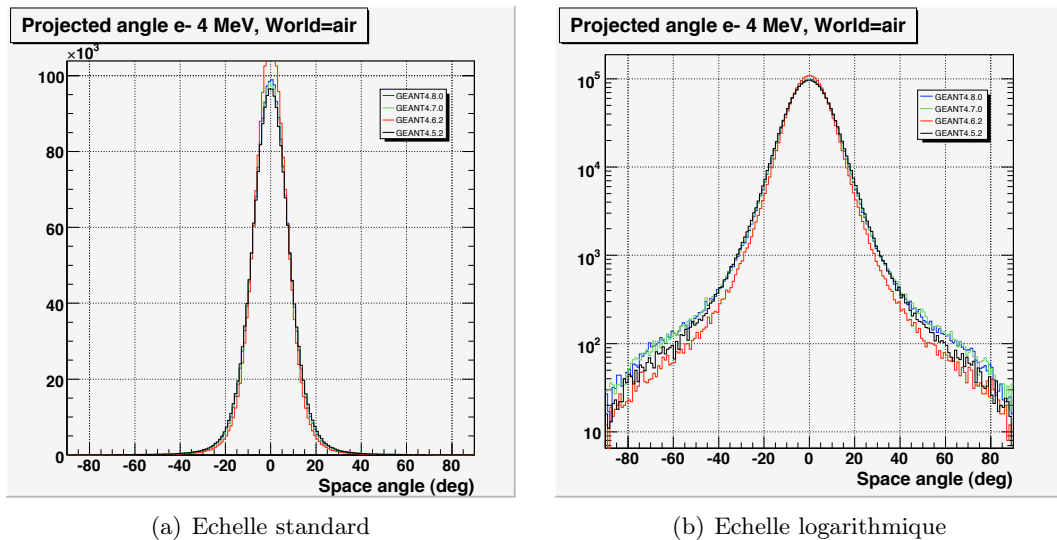 Projected angle e- 4 MeV, World=air
×10³
100
80
60
40
20
0
-80 -60 -40 -20 0 20 40 60 80
Space angle (deg)
GEANT4.8.0
GEANT4.7.0
GEANT4.6.2
GEANT4.5.2
(a) Echelle standard
Projected angle e- 4 MeV, World=air
10⁵
10⁴
10³
10²
10
-80 -60 -40 -20 0 20 40 60 80
Space angle (deg)
GEANT4.8.0
GEANT4.7.0
GEANT4.6.2
GEANT4.5.2
(b) Echelle logarithmique